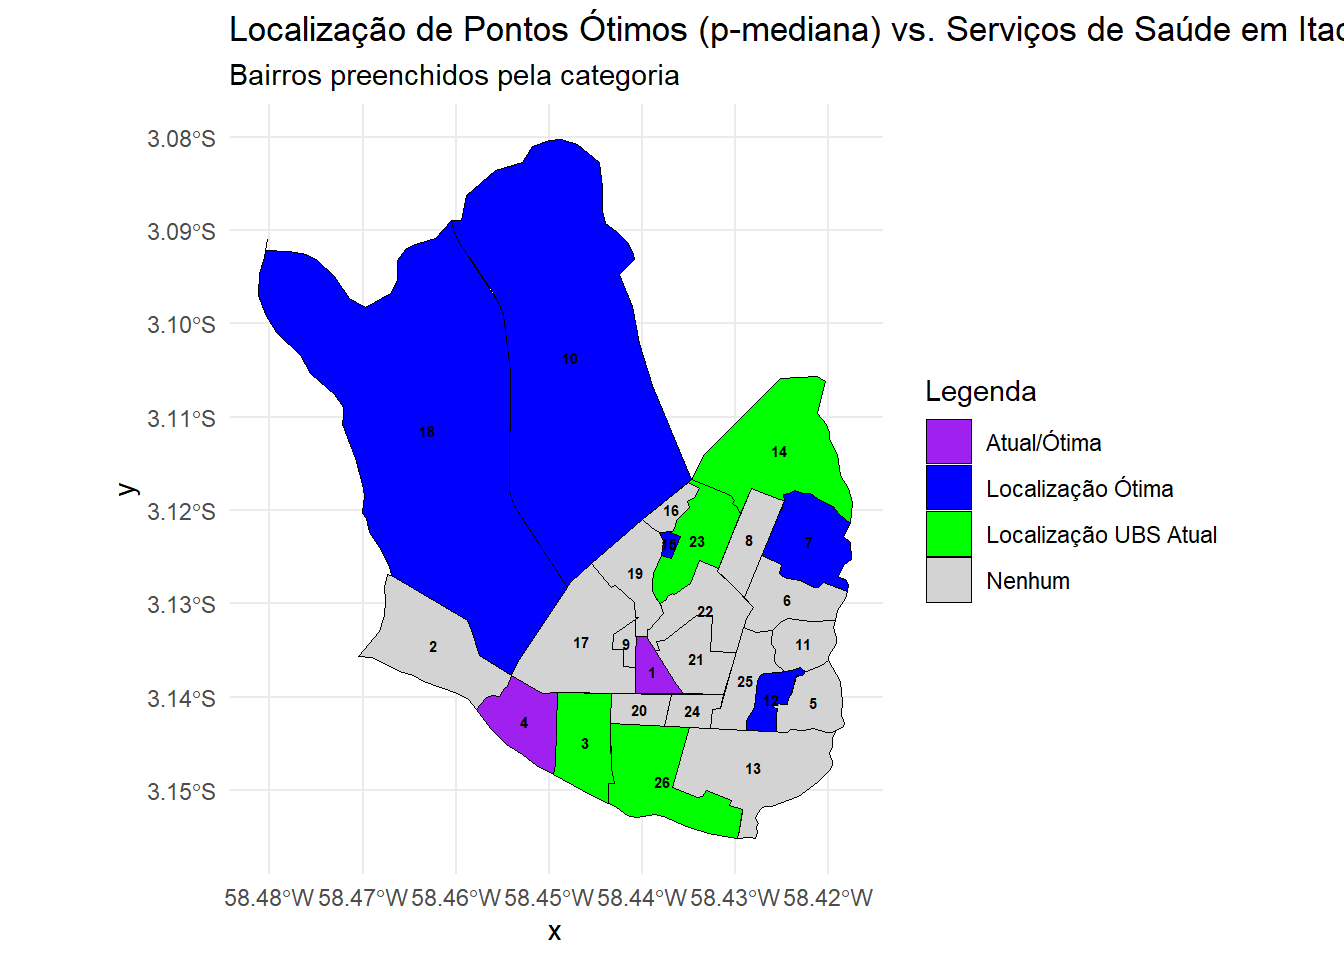 Localização de Pontos Ótimos (p-mediana) vs. Serviços de Saúde em Itac
Bairros preenchidos pela categoria
3.08°S
3.09°S
3.10°S
3.11°S
3.12°S
3.13°S
3.14°S
3.15°S
y
10
18
14
16
23
8
7
15
19
6
22
2
17
9
11
1
21
25
12
5
4
20
24
3
13
26
58.48°W 58.47°W 58.46°W 58.45°W 58.44°W 58.43°W 58.42°W
x
Legenda
Atual/Ótima
Localização Ótima
Localização UBS Atual
Nenhum